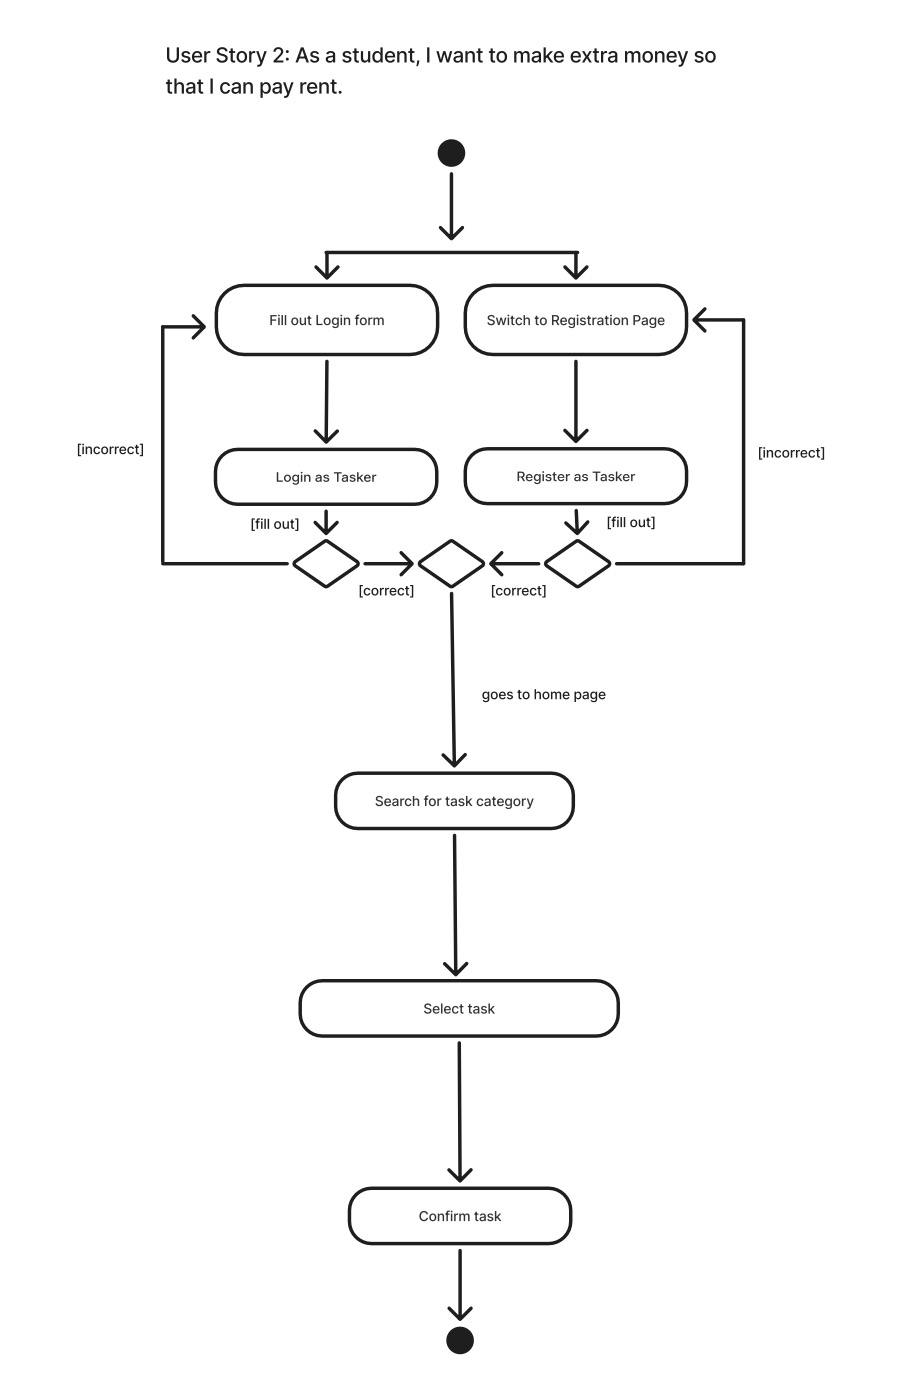 User Story 2: As a student, I want to make extra money so
that I can pay rent.
Fill out Login form
Switch to Registration Page
[incorrect]
[incorrect]
Login as Tasker
Register as Tasker
[fill out]
[fill out]
[correct]
[correct]
goes to home page
Search for task category
Select task
Confirm task